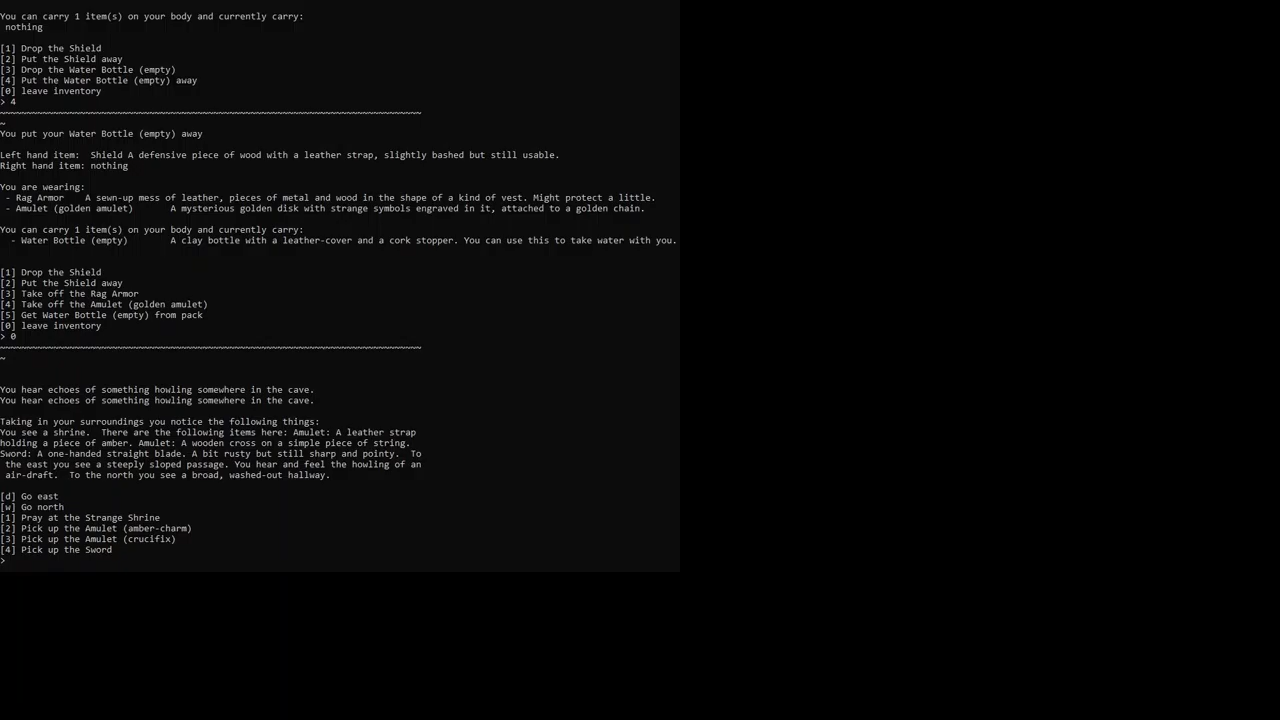 You can carry 1 item(s) on your body and currently carry:
 nothing
[1] Drop the Shield
[2] Put the Shield away
[3] Drop the Water Bottle (empty)
[4] Put the Water Bottle (empty) away
[0] leave inventory
> 4
~~~~~~~~~~~~~~~~~~~~~~~~~~~~~~~~~~~~~~~~~~~~~~~~~~~~~~~~~~~~~~~~~~~~~~~~~~~~~~~
~
You put your Water Bottle (empty) away
Left hand item:  Shield A defensive piece of wood with a leather strap, slightly bashed but still usable.
Right hand item: nothing
You are wearing:
 - Rag Armor    A sewn-up mess of leather, pieces of metal and wood in the shape of a kind of vest. Might protect a little.
 - Amulet (golden amulet)       A mysterious golden disk with strange symbols engraved in it, attached to a golden chain.
You can carry 1 item(s) on your body and currently carry:
  - Water Bottle (empty)        A clay bottle with a leather-cover and a cork stopper. You can use this to take water with you.
[1] Drop the Shield
[2] Put the Shield away
[3] Take off the Rag Armor
[4] Take off the Amulet (golden amulet)
[5] Get Water Bottle (empty) from pack
[0] leave inventory
> 0
~~~~~~~~~~~~~~~~~~~~~~~~~~~~~~~~~~~~~~~~~~~~~~~~~~~~~~~~~~~~~~~~~~~~~~~~~~~~~~~
~
You hear echoes of something howling somewhere in the cave.
You hear echoes of something howling somewhere in the cave.
Taking in your surroundings you notice the following things:
You see a shrine.  There are the following items here: Amulet: A leather strap
holding a piece of amber. Amulet: A wooden cross on a simple piece of string.
Sword: A one-handed straight blade. A bit rusty but still sharp and pointy.  To
 the east you see a steeply sloped passage. You hear and feel the howling of an
 air-draft.  To the north you see a broad, washed-out hallway.
[d] Go east
[w] Go north
[1] Pray at the Strange Shrine
[2] Pick up the Amulet (amber-charm)
[3] Pick up the Amulet (crucifix)
[4] Pick up the Sword
>